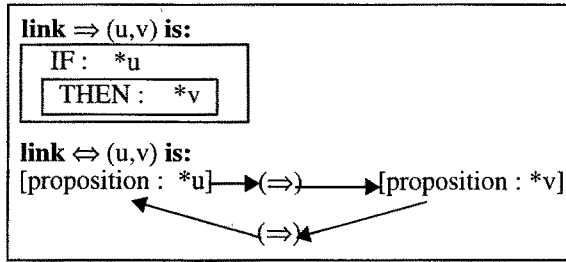 link ⇒ (u,v) is:
IF : *u
THEN : *v
link ⇔ (u,v) is:
[proposition : *u] (⇒) [proposition : *v]
(⇒)